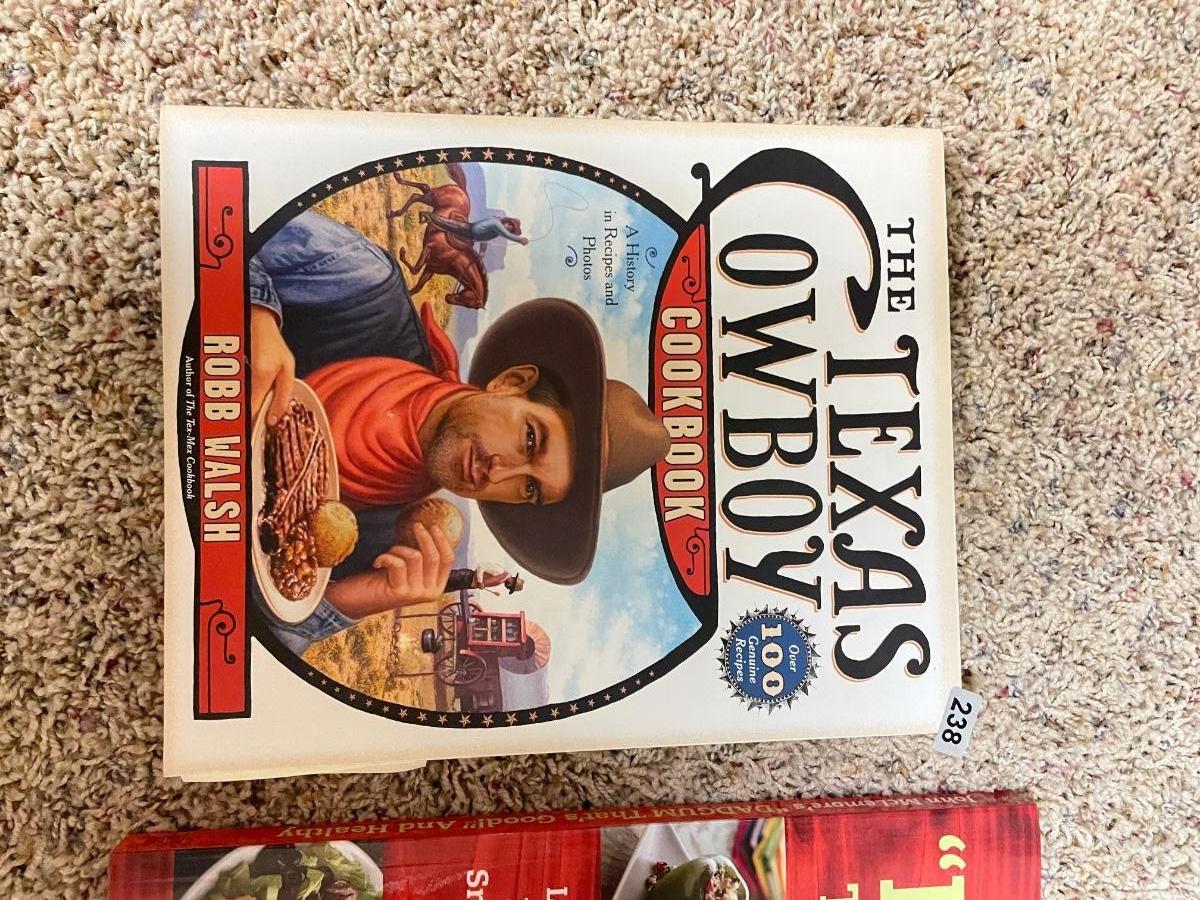 THE TEXAS
COWBOY
COOKBOOK
A History
in Recipes and
Photos
Over
100
Genuine
Recipes
ROBB WALSH
Author of The Tex-Mex Cookbook
238
John McLemore's "DADGUM That's Good!" And Healthy